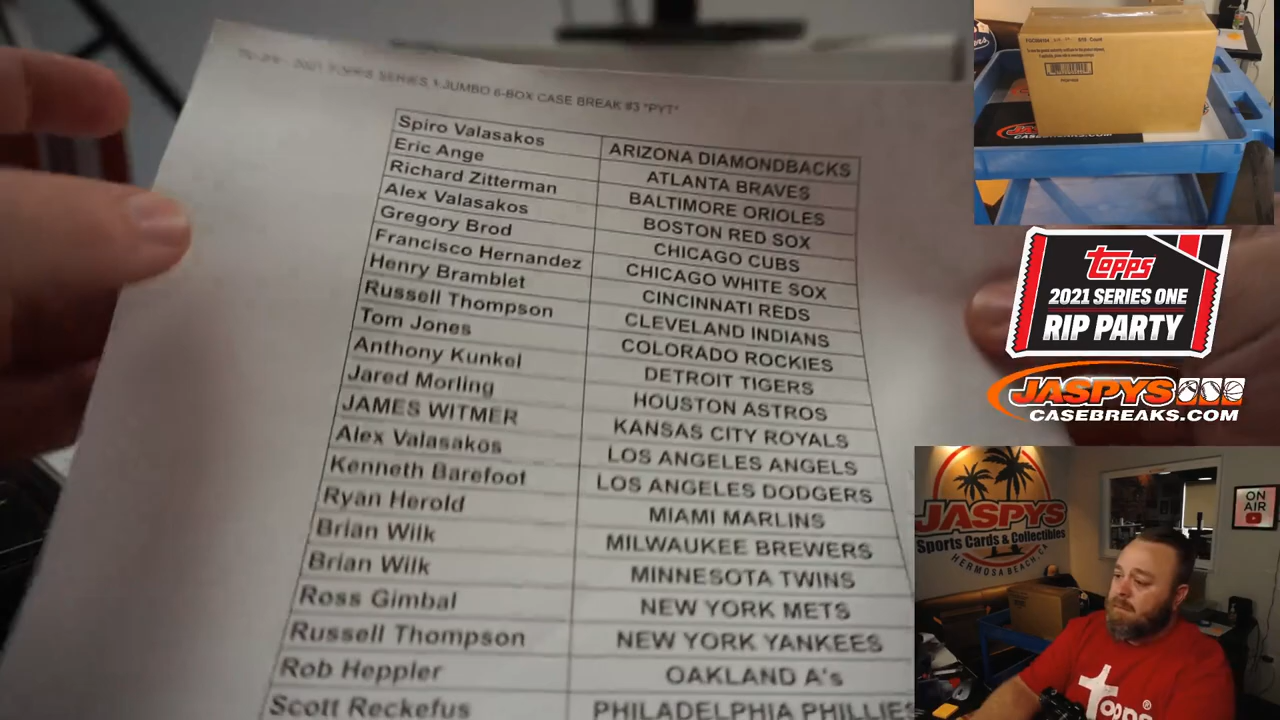 2021 TOPPS SERIES 1 JUMBO 6-BOX CASE BREAK #3 "PYT"
Spiro Valasakos ARIZONA DIAMONDBACKS
Eric Ange ATLANTA BRAVES
Richard Zitterman BALTIMORE ORIOLES
Alex Valasakos BOSTON RED SOX
Gregory Brod CHICAGO CUBS
Francisco Hernandez CHICAGO WHITE SOX
Henry Bramblet CINCINNATI REDS
Russell Thompson CLEVELAND INDIANS
Tom Jones COLORADO ROCKIES
Anthony Kunkel DETROIT TIGERS
Jared Morling HOUSTON ASTROS
JAMES WITMER KANSAS CITY ROYALS
Alex Valasakos LOS ANGELES ANGELS
Kenneth Barefoot LOS ANGELES DODGERS
Ryan Herold MIAMI MARLINS
Brian Wilk MILWAUKEE BREWERS
Brian Wilk MINNESOTA TWINS
Ross Gimbal NEW YORK METS
Russell Thompson NEW YORK YANKEES
Rob Heppler OAKLAND A's
Scott Reckefus PHILADELPHIA PHILLIES
CASEBREAKS.COM
topps
2021 SERIES ONE
RIP PARTY
JASPYS
CASEBREAKS.COM
JASPYS
Sports Cards & Collectibles
HERMOSA BEACH, CA
ON
AIR
topps